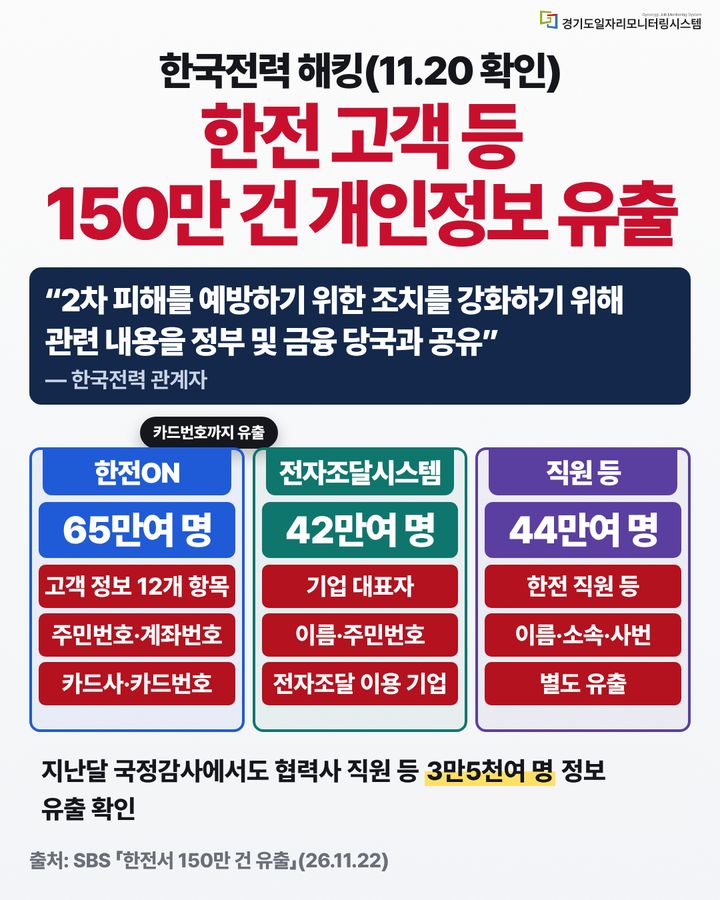 경기도일자리모니터링시스템
한국전력 해킹(11.20 확인)
한전 고객 등
150만 건 개인정보 유출
“2차 피해를 예방하기 위한 조치를 강화하기 위해
관련 내용을 정부 및 금융 당국과 공유”
— 한국전력 관계자
카드번호까지 유출
한전ON
65만여 명
고객 정보 12개 항목
주민번호·계좌번호
카드사·카드번호
전자조달시스템
42만여 명
기업 대표자
이름·주민번호
전자조달 이용 기업
직원 등
44만여 명
한전 직원 등
이름·소속·사번
별도 유출
지난달 국정감사에서도 협력사 직원 등 3만5천여 명 정보
유출 확인
출처: SBS 「한전서 150만 건 유출」(26.11.22)